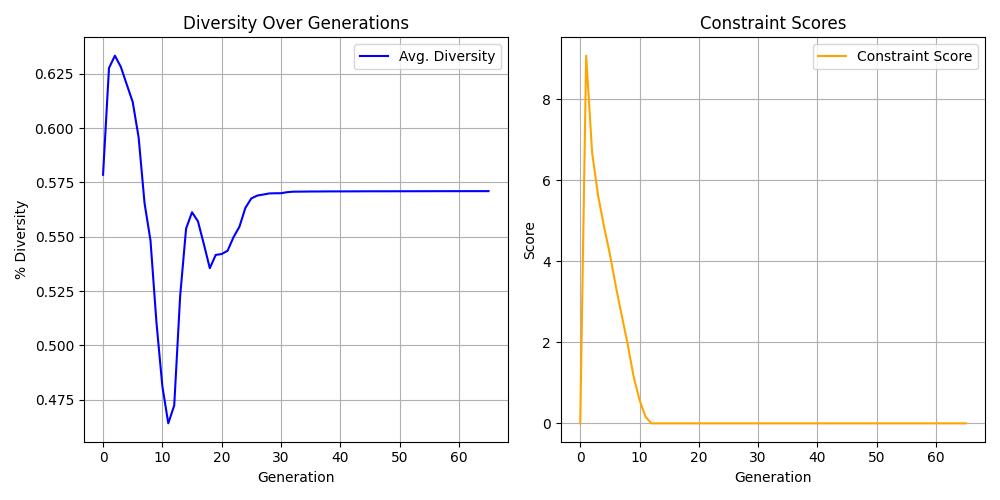 Diversity Over Generations
Avg. Diversity
% Diversity
0.625
0.600
0.575
0.550
0.525
0.500
0.475
0 10 20 30 40 50 60
Generation
Constraint Scores
Constraint Score
Score
8
6
4
2
0
0 10 20 30 40 50 60
Generation